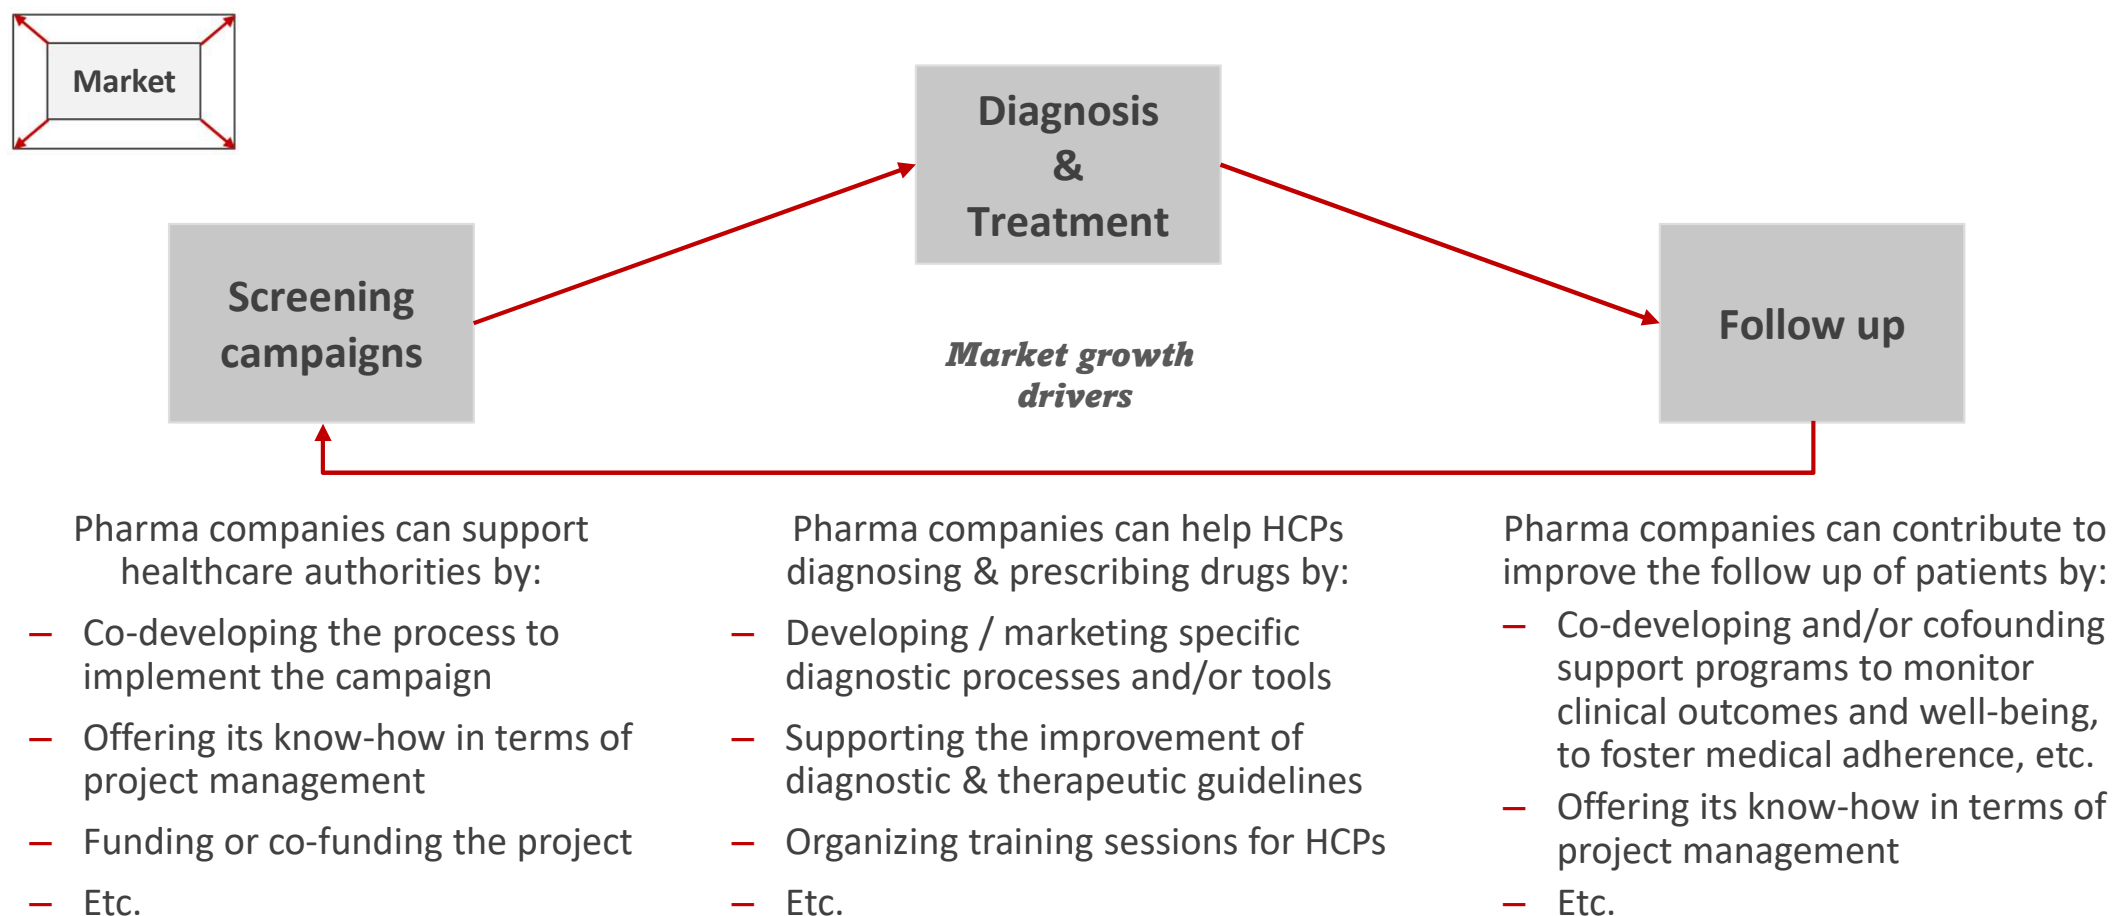 Market
Diagnosis
&
Treatment
Screening
campaigns
Follow up
Market growth
drivers
Pharma companies can support
healthcare authorities by:
– Co-developing the process to
implement the campaign
– Offering its know-how in terms of
project management
– Funding or co-funding the project
– Etc.
Pharma companies can help HCPs
diagnosing & prescribing drugs by:
– Developing / marketing specific
diagnostic processes and/or tools
– Supporting the improvement of
diagnostic & therapeutic guidelines
– Organizing training sessions for HCPs
– Etc.
Pharma companies can contribute to
improve the follow up of patients by:
– Co-developing and/or cofounding
support programs to monitor
clinical outcomes and well-being,
to foster medical adherence, etc.
– Offering its know-how in terms of
project management
– Etc.